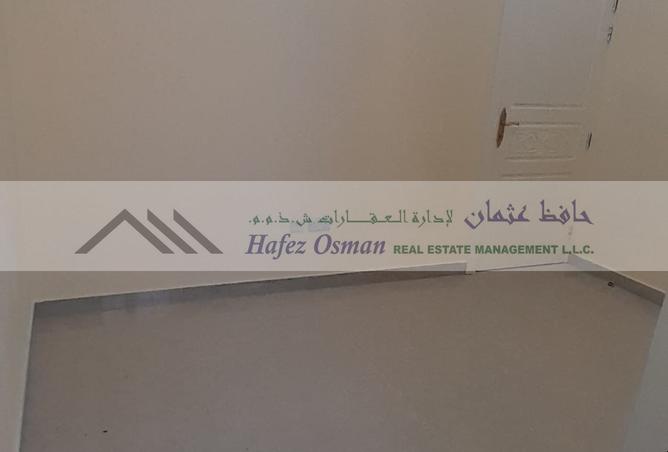 حافظ عثمان لإدارة العقارات ش.ذ.م.م.
Hafez Osman REAL ESTATE MANAGEMENT L.L.C.